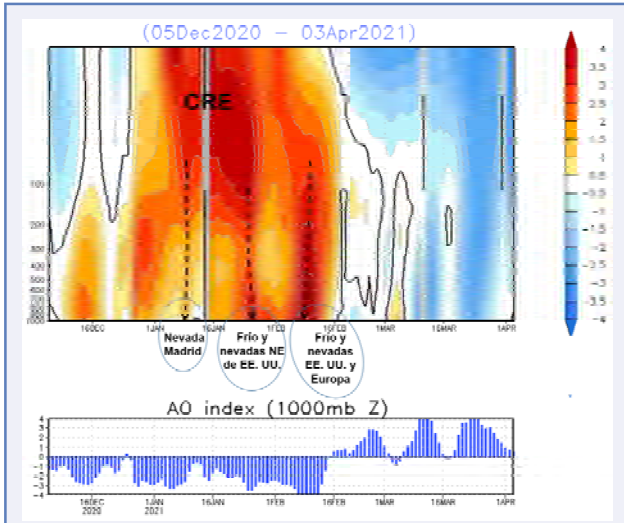 (05Dec2020 - 03Apr2021)
4
3.5
3
2.5
2
1.5
1
0.5
-0.5
-1
-1.5
-2
-2.5
-3
-3.5
-4
CRE
100
200
300
400
500
16DEC 1JAN 16JAN 1FEB 1MAR 16MAR 1APR
Nevada
Madrid
Frío y
nevadas NE
de EE. UU.
Frío y
nevadas
EE. UU. y
Europa
AO index (1000mb Z)
4
3
2
1
0
-1
-2
-3
-4
16DEC 1JAN 16JAN 1FEB 16FEB 1MAR 16MAR 1APR
2020 2021